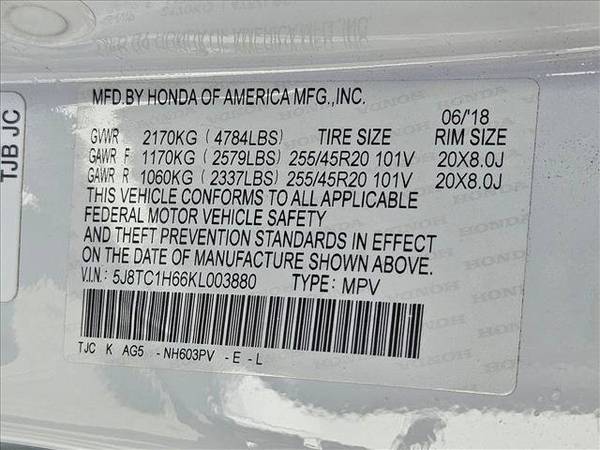 TJB JC
MFD.BY HONDA OF AMERICA MFG.,INC.
06/'18
GVWR 2170KG ( 4784LBS) TIRE SIZE RIM SIZE
GAWR F 1170KG ( 2579LBS) 255/45R20 101V 20X8.0J
GAWR R 1060KG ( 2337LBS) 255/45R20 101V 20X8.0J
THIS VEHICLE CONFORMS TO ALL APPLICABLE
FEDERAL MOTOR VEHICLE SAFETY
AND THEFT PREVENTION STANDARDS IN EFFECT
ON THE DATE OF MANUFACTURE SHOWN ABOVE.
V.I.N.: 5J8TC1H66KL003880 TYPE: MPV
TJC K AG5 -NH603PV -E-L